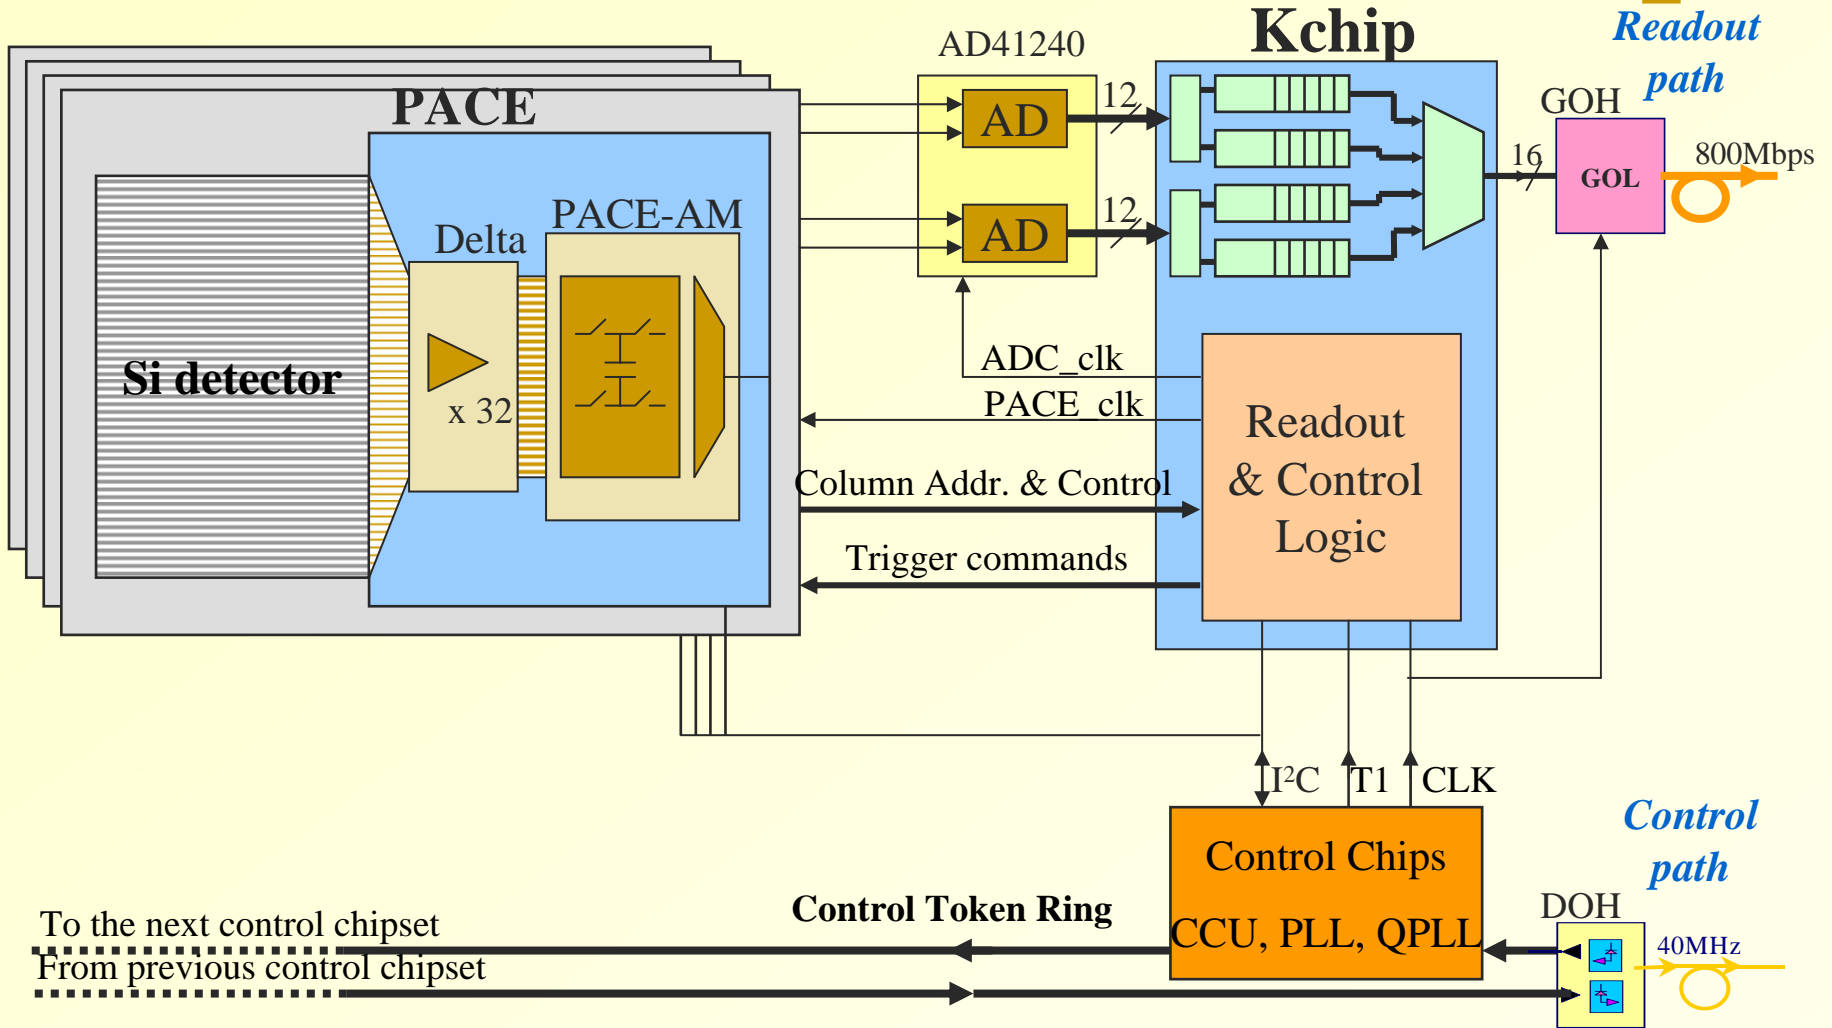 Readout
path
Kchip
AD41240
PACE
AD
12
GOH
16
GOL
800Mbps
PACE-AM
Delta
AD
12
Si detector
x 32
ADC_clk
PACE_clk
Column Addr. & Control
Trigger commands
Readout
& Control
Logic
I²C
T1
CLK
Control
path
Control Chips
CCU, PLL, QPLL
DOH
40MHz
Control Token Ring
To the next control chipset
From previous control chipset